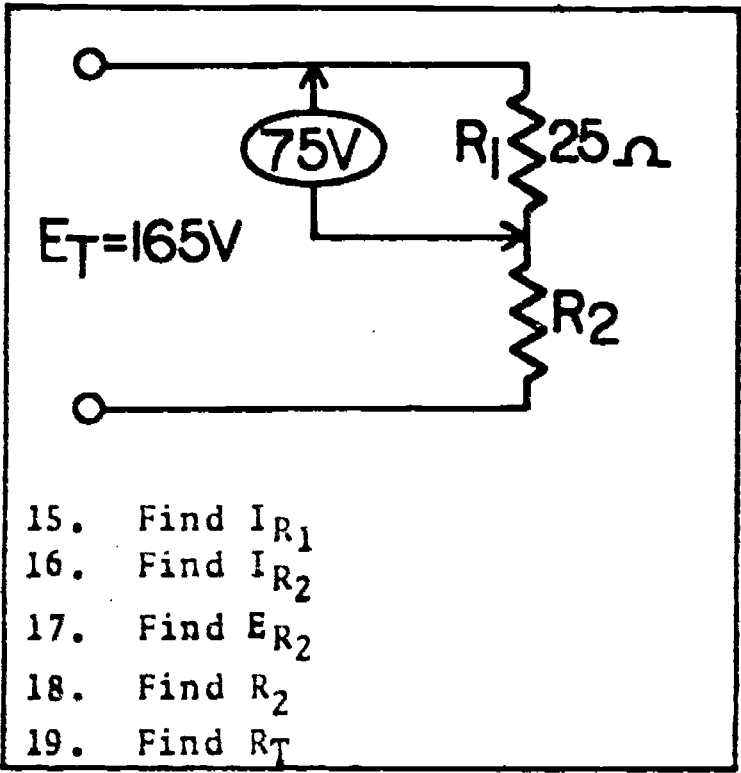 75V
R1 25Ω
ET=165V
R2
15. Find IR1
16. Find IR2
17. Find ER2
18. Find R2
19. Find RT